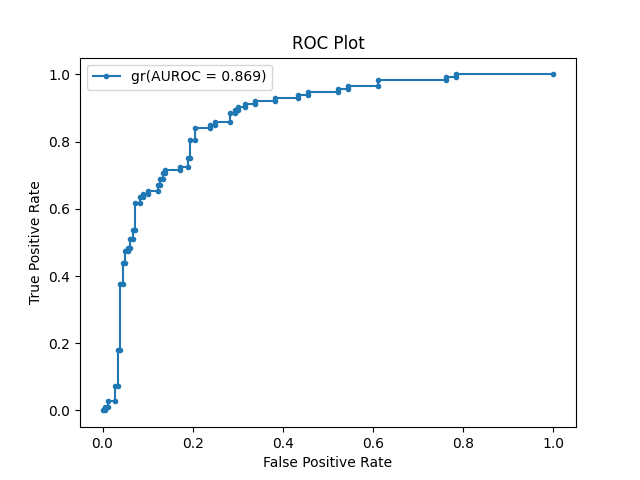 ROC Plot
gr(AUROC = 0.869)
1.0
0.8
0.6
0.4
0.2
0.0
True Positive Rate
0.0 0.2 0.4 0.6 0.8 1.0
False Positive Rate